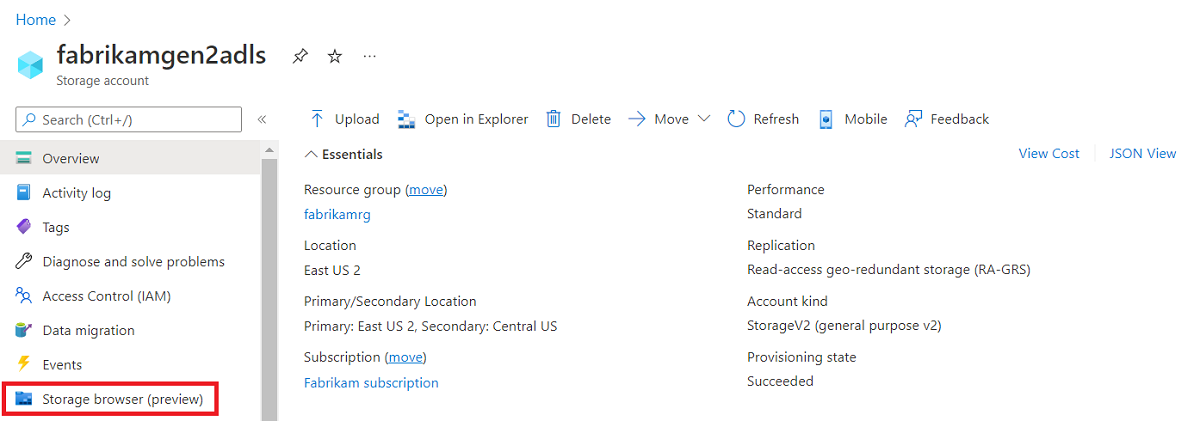 Home >
fabrikamgen2adls ...
Storage account
Search (Ctrl+/) «
Upload Open in Explorer Delete Move Refresh Mobile Feedback
Overview
Activity log
Tags
Diagnose and solve problems
Access Control (IAM)
Data migration
Events
Storage browser (preview)
Essentials
View Cost JSON View
Resource group (move)
fabrikamrg
Location
East US 2
Primary/Secondary Location
Primary: East US 2, Secondary: Central US
Subscription (move)
Fabrikam subscription
Performance
Standard
Replication
Read-access geo-redundant storage (RA-GRS)
Account kind
StorageV2 (general purpose v2)
Provisioning state
Succeeded